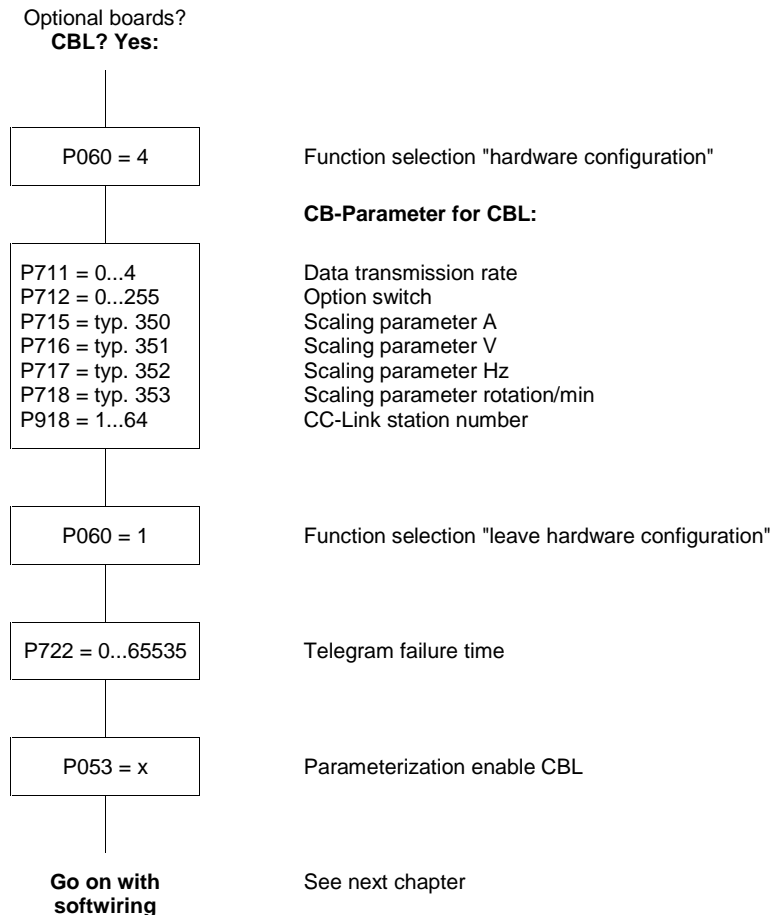 Optional boards?
CBL? Yes:
P060 = 4
Function selection "hardware configuration"
CB-Parameter for CBL:
P711 = 0...4
Data transmission rate
P712 = 0...255
Option switch
P715 = typ. 350
Scaling parameter A
P716 = typ. 351
Scaling parameter V
P717 = typ. 352
Scaling parameter Hz
P718 = typ. 353
Scaling parameter rotation/min
P918 = 1...64
CC-Link station number
P060 = 1
Function selection "leave hardware configuration"
P722 = 0...65535
Telegram failure time
P053 = x
Parameterization enable CBL
Go on with
See next chapter
softwiring